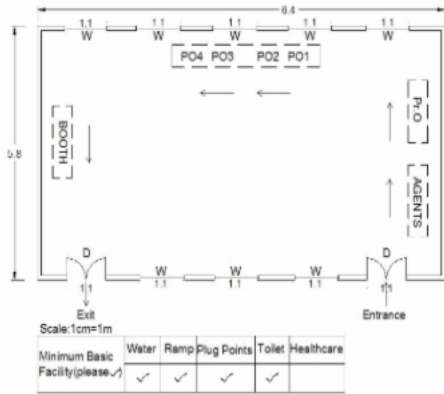 6.4
1.1 1.1 1.1 1.1 1.1
W W W W W
PO4 PO3 PO2 PO1
Pr.O
BOOTH
5.8
AGENTS
D W W W D
1.1 1.1 1.1 1.1 1.1
Exit Entrance
Scale:1cm=1m
Minimum Basic Facility(please✓) Water Ramp Plug Points Toilet Healthcare
✓ ✓ ✓ ✓